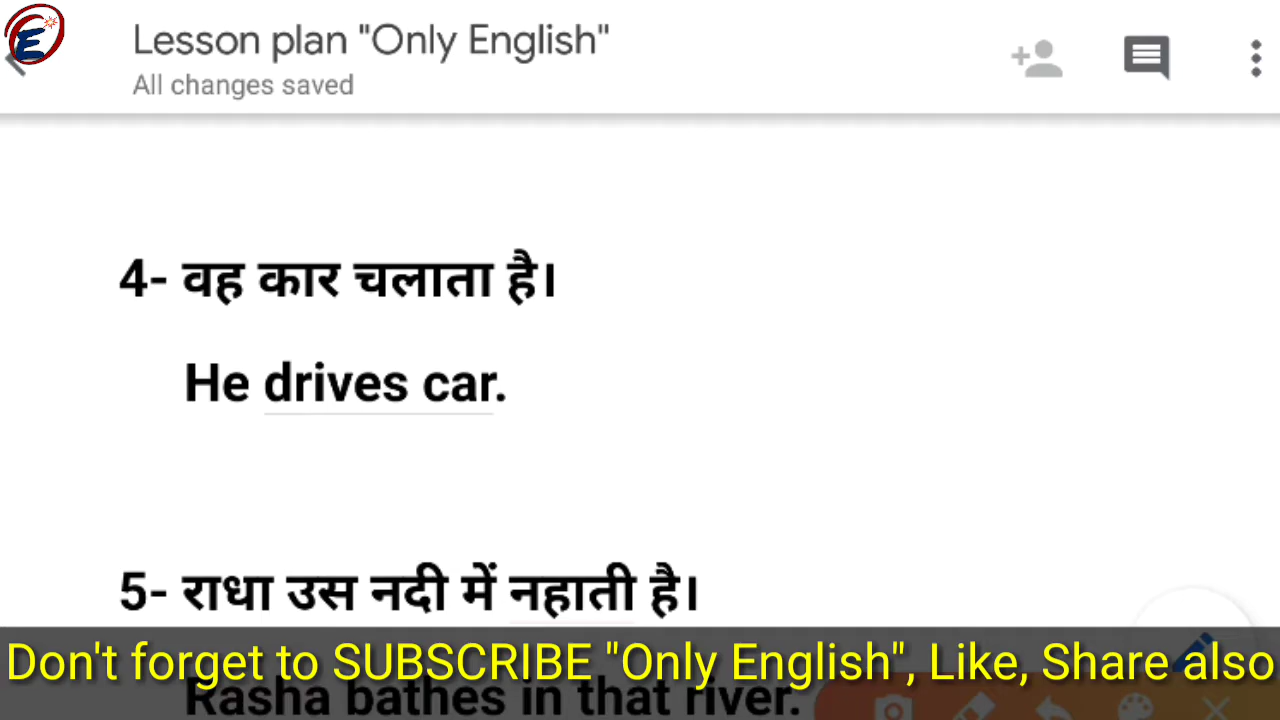 Lesson plan "Only English"
All changes saved
4- वह कार चलाता है।
He drives car.
5- राधा उस नदी में नहाती है।
Don't forget to SUBSCRIBE "Only English", Like, Share also
Rasha bathes in that river.